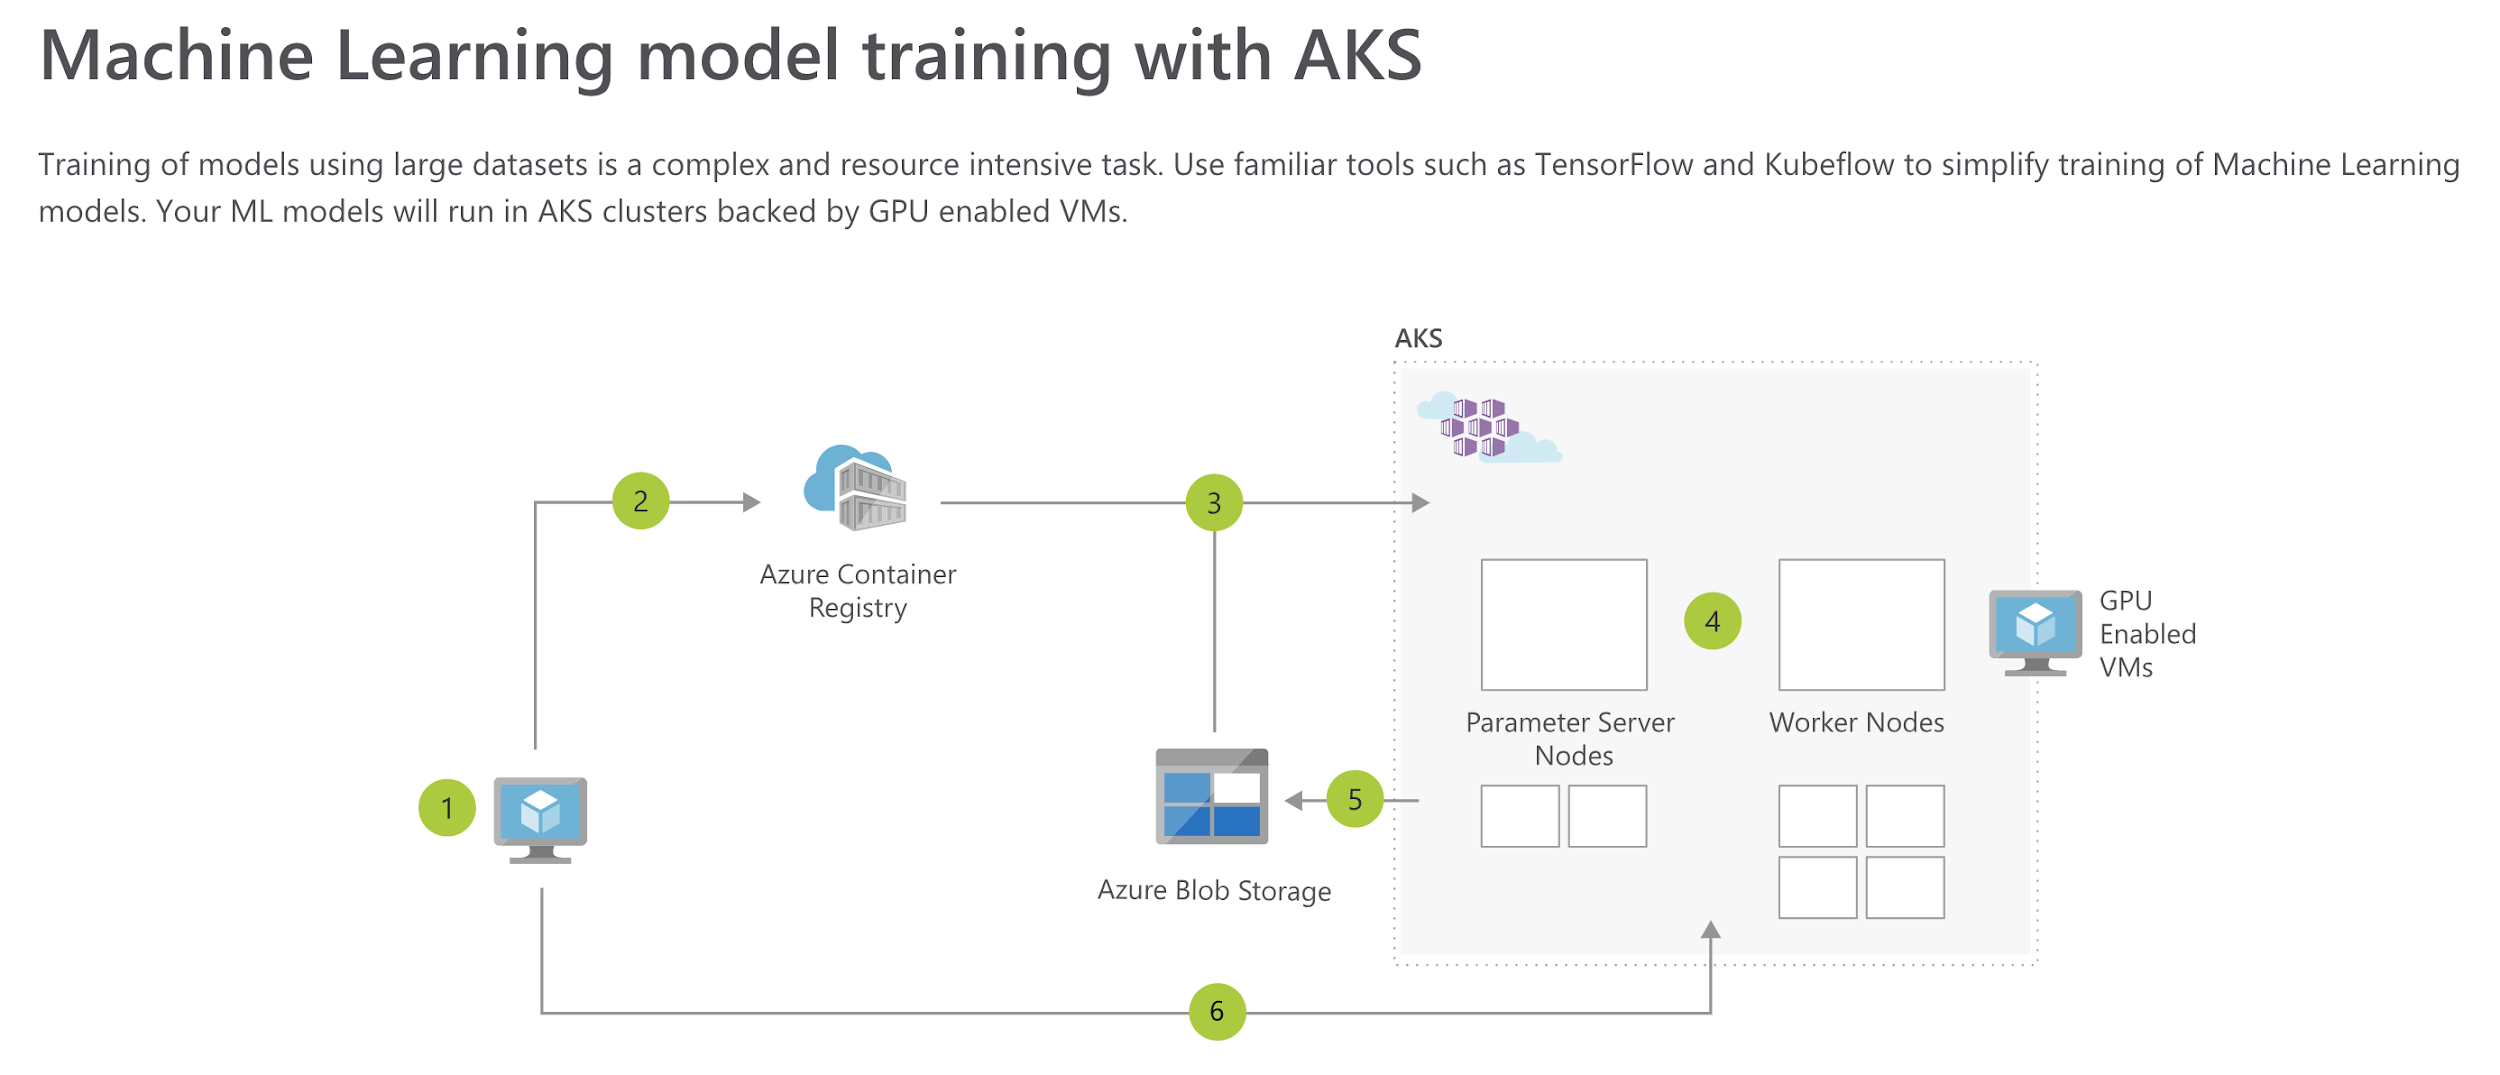 Machine Learning model training with AKS
Training of models using large datasets is a complex and resource intensive task. Use familiar tools such as TensorFlow and Kubeflow to simplify training of Machine Learning
models. Your ML models will run in AKS clusters backed by GPU enabled VMs.
AKS
2
3
Azure Container
Registry
4
GPU
Enabled
VMs
Parameter Server
Nodes
Worker Nodes
1
5
Azure Blob Storage
6